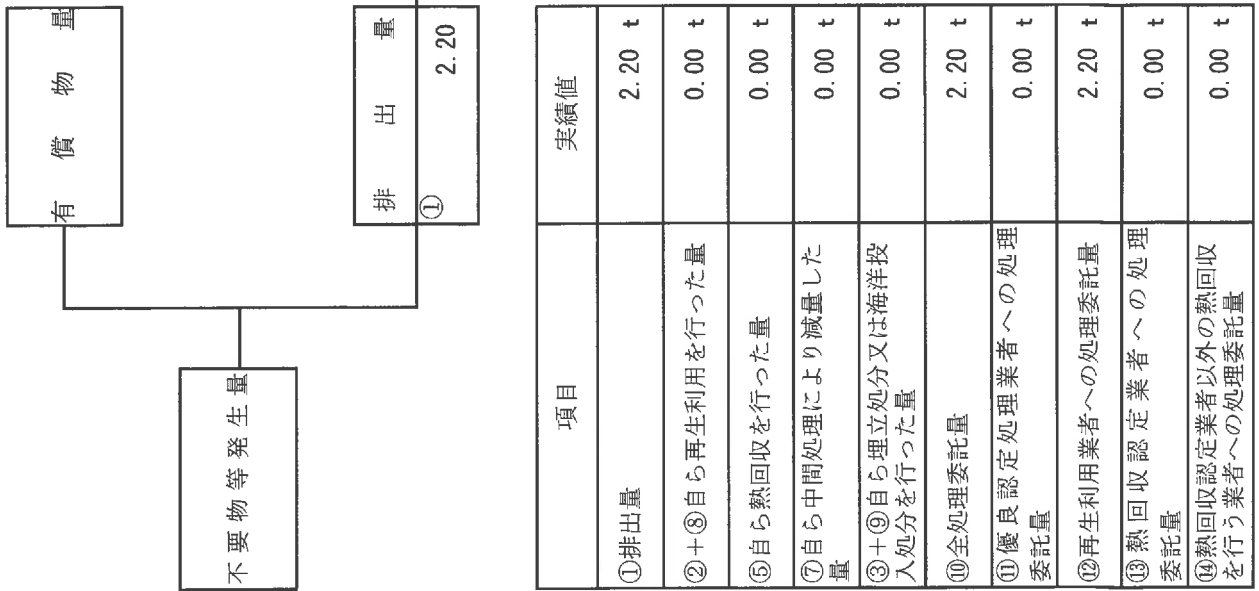 有償物量
不要物等発生量
排出量
①
2.20
項目 実績値
①排出量 2.20 t
②+⑧自ら再生利用を行った量 0.00 t
⑤自ら熱回収を行った量 0.00 t
⑦自ら中間処理により減量した
量 0.00 t
③+⑨自ら埋立処分又は海洋投
入処分を行った量 0.00 t
⑩全処理委託量 2.20 t
⑪優良認定処理業者への処理
委託量 0.00 t
⑫再生利用業者への処理委託量 2.20 t
⑬熱回収認定業者への処理
委託量 0.00 t
⑭熱回収認定業者以外の熱回収
を行う業者への処理委託量 0.00 t